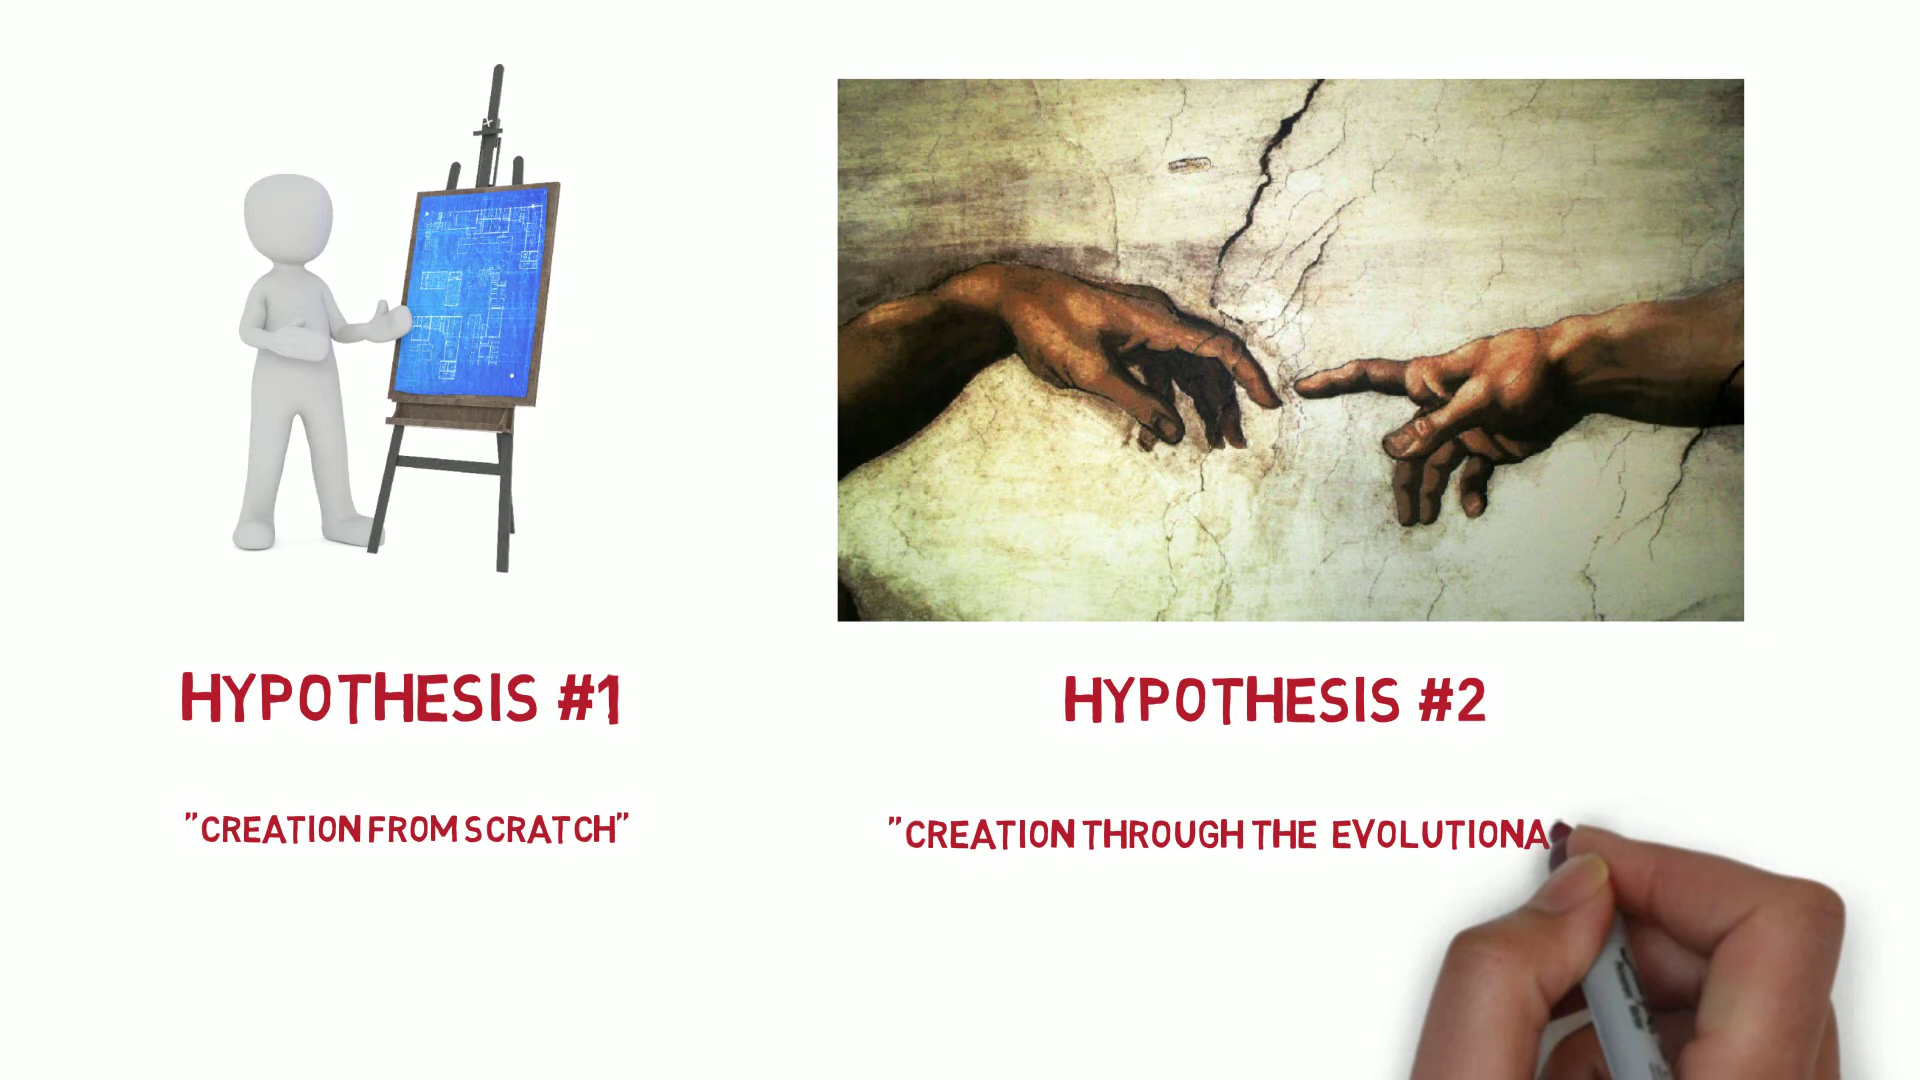 HYPOTHESIS #1
HYPOTHESIS #2
"CREATION FROM SCRATCH"
"CREATION THROUGH THE EVOLUTIONA